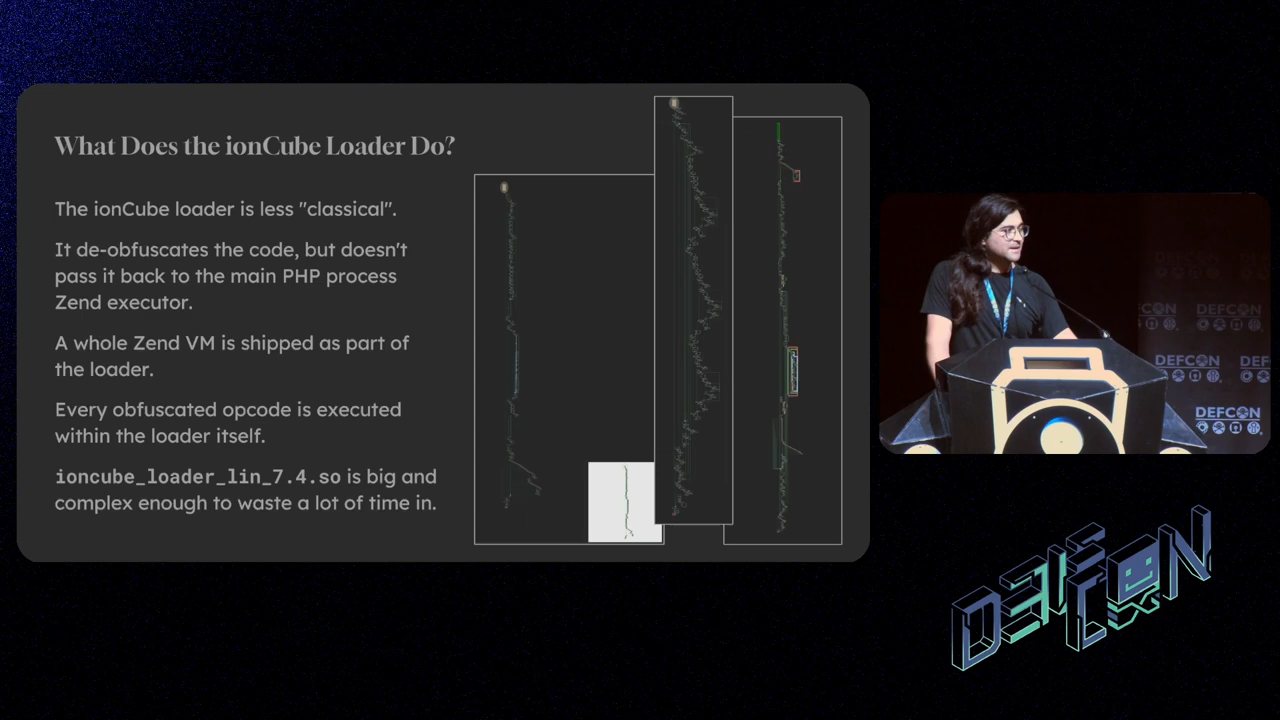 What Does the ionCube Loader Do?
The ionCube loader is less "classical".
It de-obfuscates the code, but doesn't
pass it back to the main PHP process
Zend executor.
A whole Zend VM is shipped as part of
the loader.
Every obfuscated opcode is executed
within the loader itself.
ioncube_loader_lin_7.4.so is big and
complex enough to waste a lot of time in.
DEFCON
DEFCON
DEFCON
DEFCON